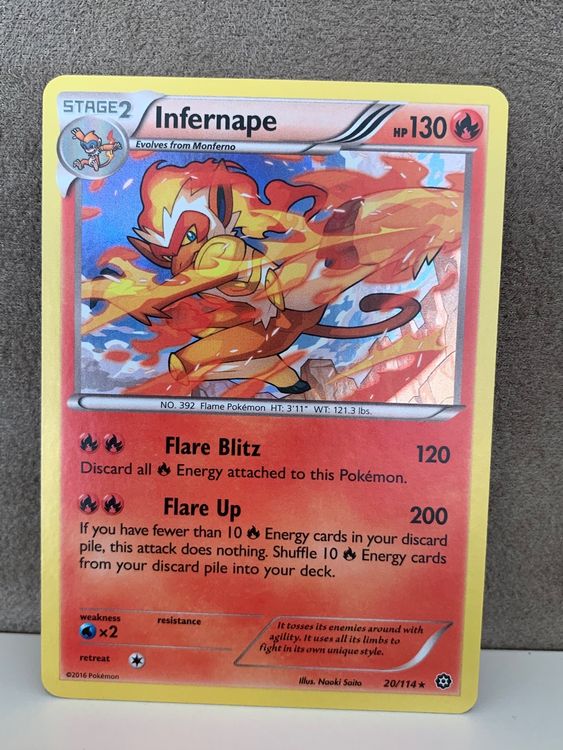 STAGE2 Infernape HP 130
Evolves from Monferno
NO. 392 Flame Pokémon HT: 3'11" WT: 121.3 lbs.
Flare Blitz 120
Discard all Energy attached to this Pokémon.
Flare Up 200
If you have fewer than 10 Energy cards in your discard
pile, this attack does nothing. Shuffle 10 Energy cards
from your discard pile into your deck.
weakness resistance
×2
retreat
It tosses its enemies around with
agility. It uses all its limbs to
fight in its own unique style.
©2016 Pokémon
Illus. Naoki Saito
20/114 ★